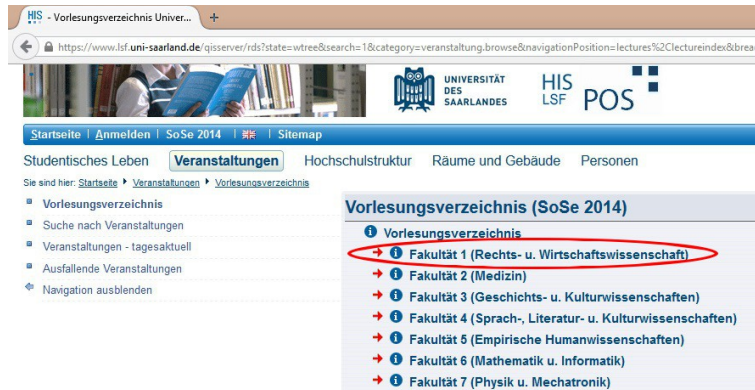 HIS - Vorlesungsverzeichnis Univer... +
https://www.lsf.uni-saarland.de/qisserver/rds?state=wtree&search=1&category=veranstaltung.browse&navigationPosition=lectures%2Clectureindex&brea
UNIVERSITÄT
DES
SAARLANDES
HIS
LSF POS
Startseite | Anmelden | SoSe 2014 | | Sitemap
Studentisches Leben Veranstaltungen Hochschulstruktur Räume und Gebäude Personen
Sie sind hier: Startseite Veranstaltungen Vorlesungsverzeichnis
Vorlesungsverzeichnis
Suche nach Veranstaltungen
Veranstaltungen - tagesaktuell
Ausfallende Veranstaltungen
Navigation ausblenden
Vorlesungsverzeichnis (SoSe 2014)
Vorlesungsverzeichnis
Fakultät 1 (Rechts- u. Wirtschaftswissenschaft)
Fakultät 2 (Medizin)
Fakultät 3 (Geschichts- u. Kulturwissenschaften)
Fakultät 4 (Sprach-, Literatur- u. Kulturwissenschaften)
Fakultät 5 (Empirische Humanwissenschaften)
Fakultät 6 (Mathematik u. Informatik)
Fakultät 7 (Physik u. Mechatronik)